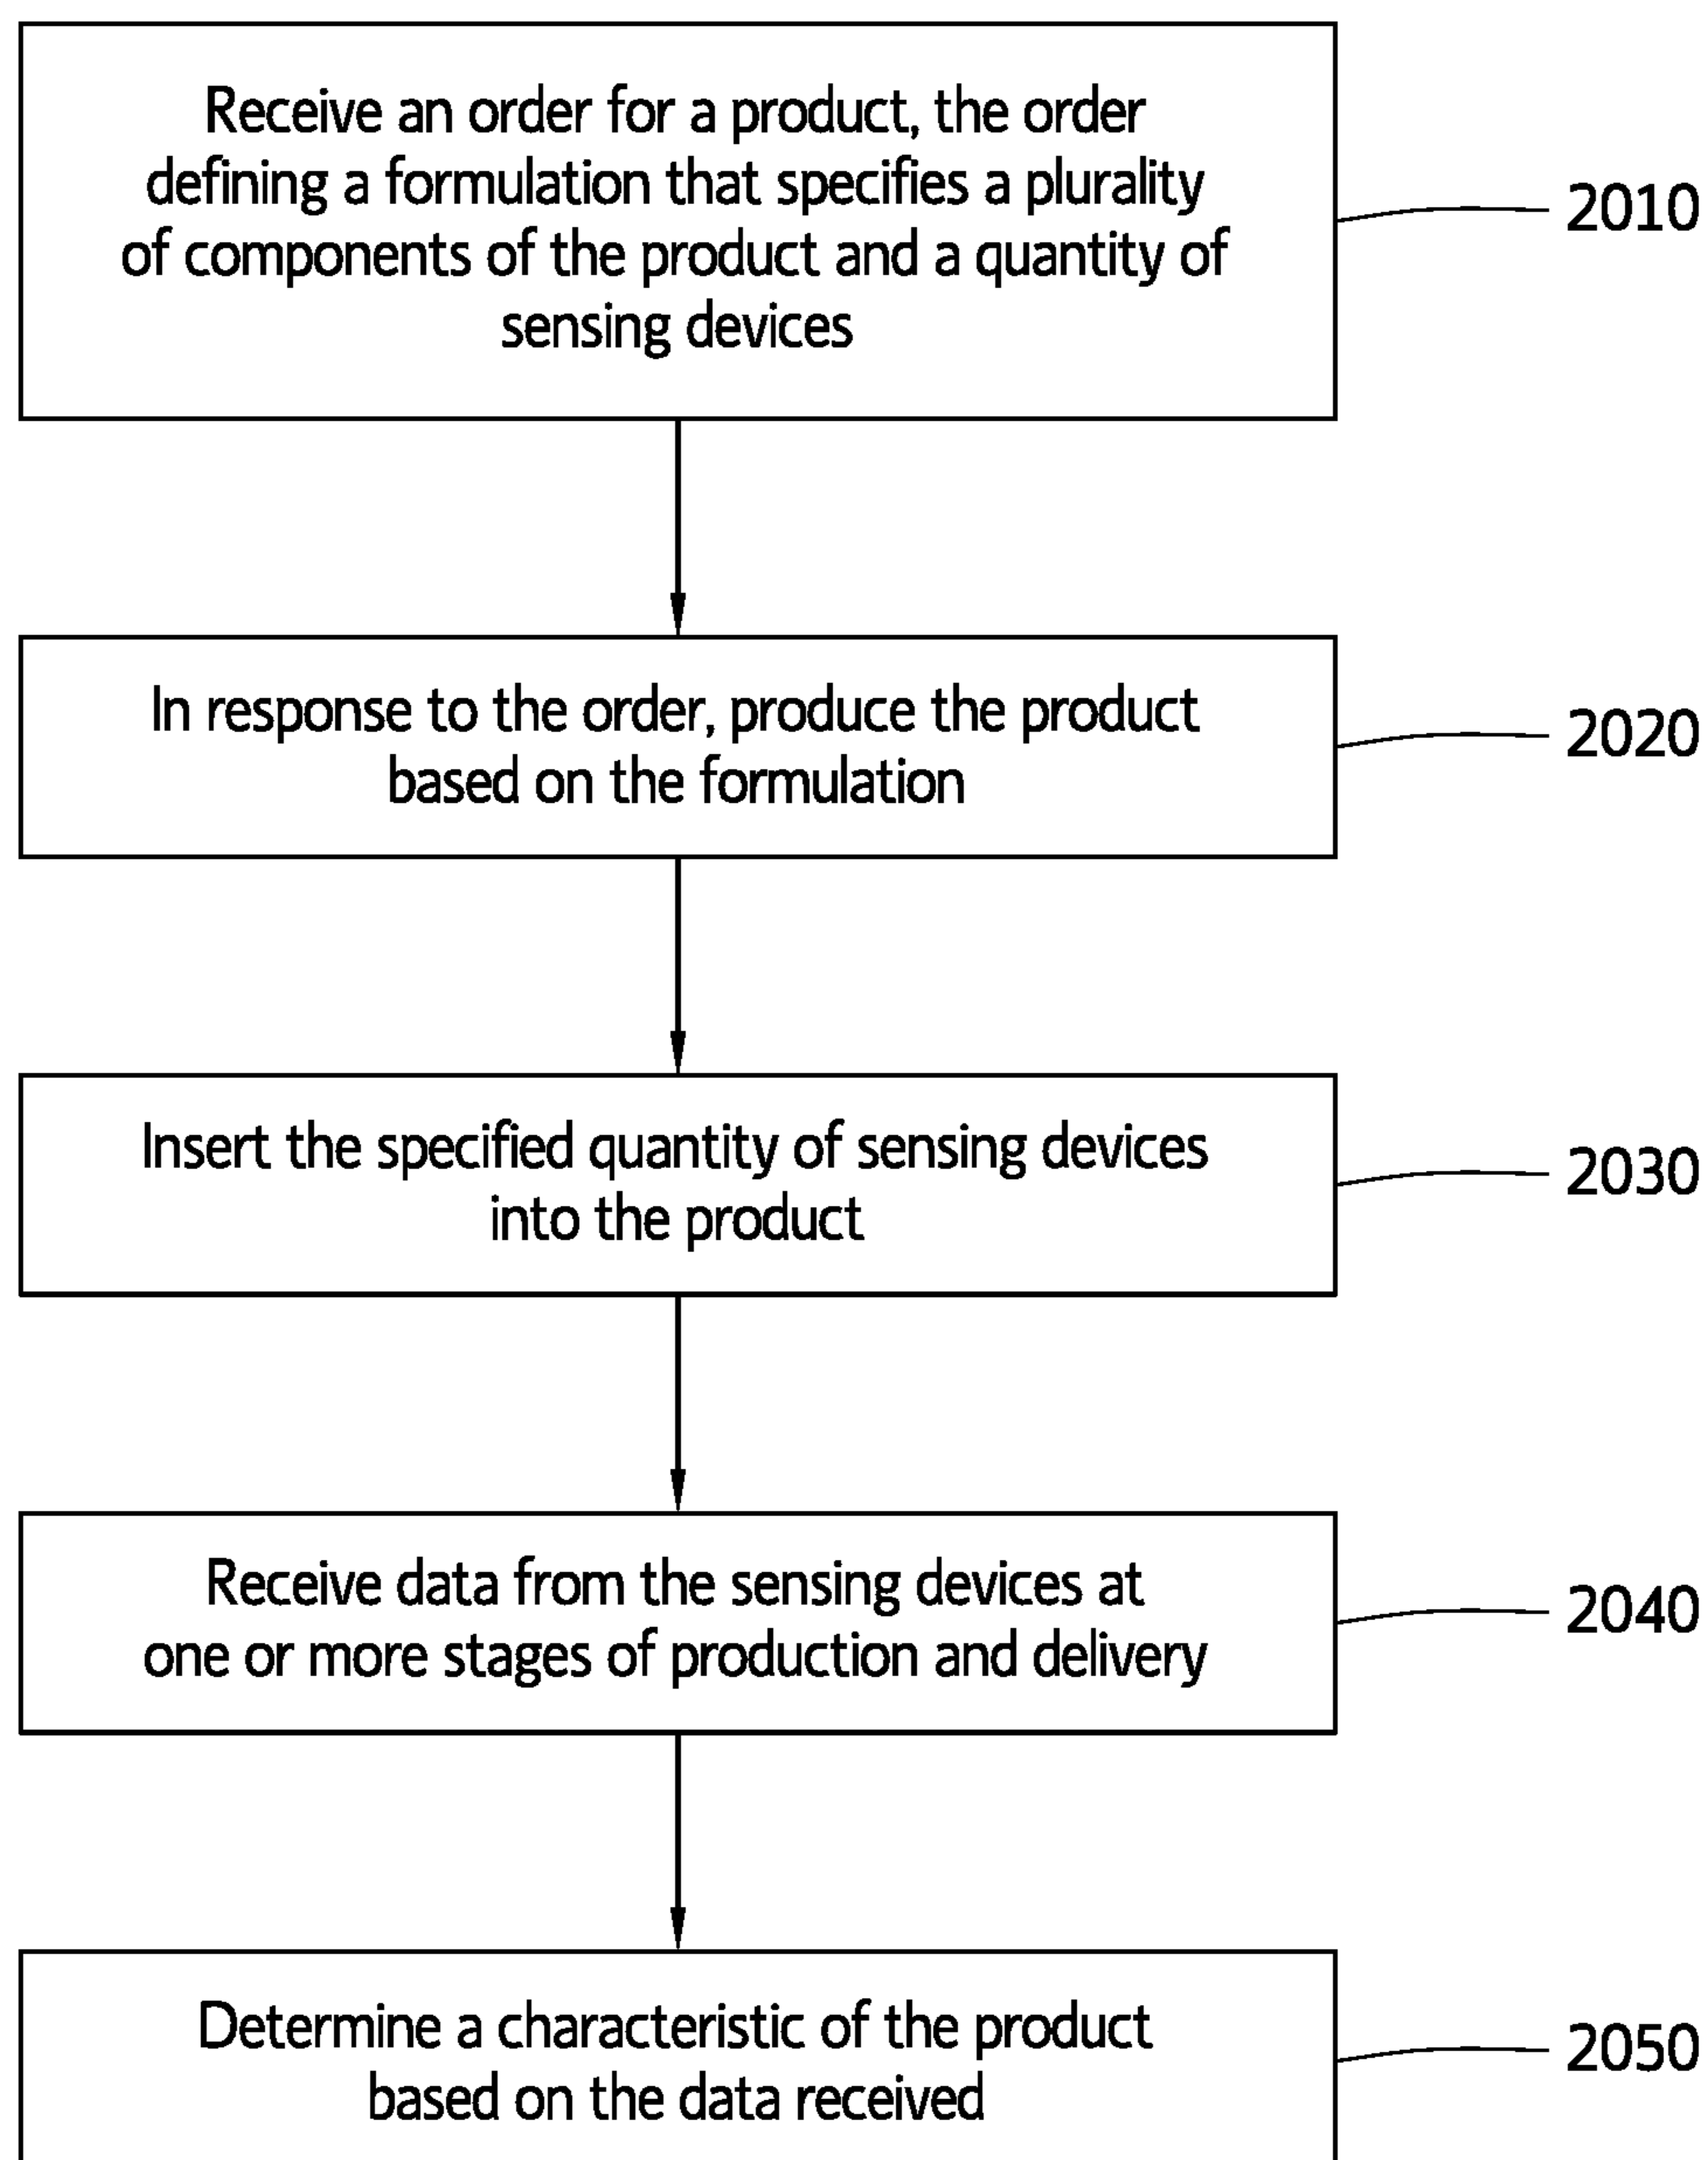 Receive an order for a product, the order
defining a formulation that specifies a plurality
of components of the product and a quantity of
sensing devices
2010
In response to the order, produce the product
based on the formulation
2020
Insert the specified quantity of sensing devices
into the product
2030
Receive data from the sensing devices at
one or more stages of production and delivery
2040
Determine a characteristic of the product
based on the data received
2050